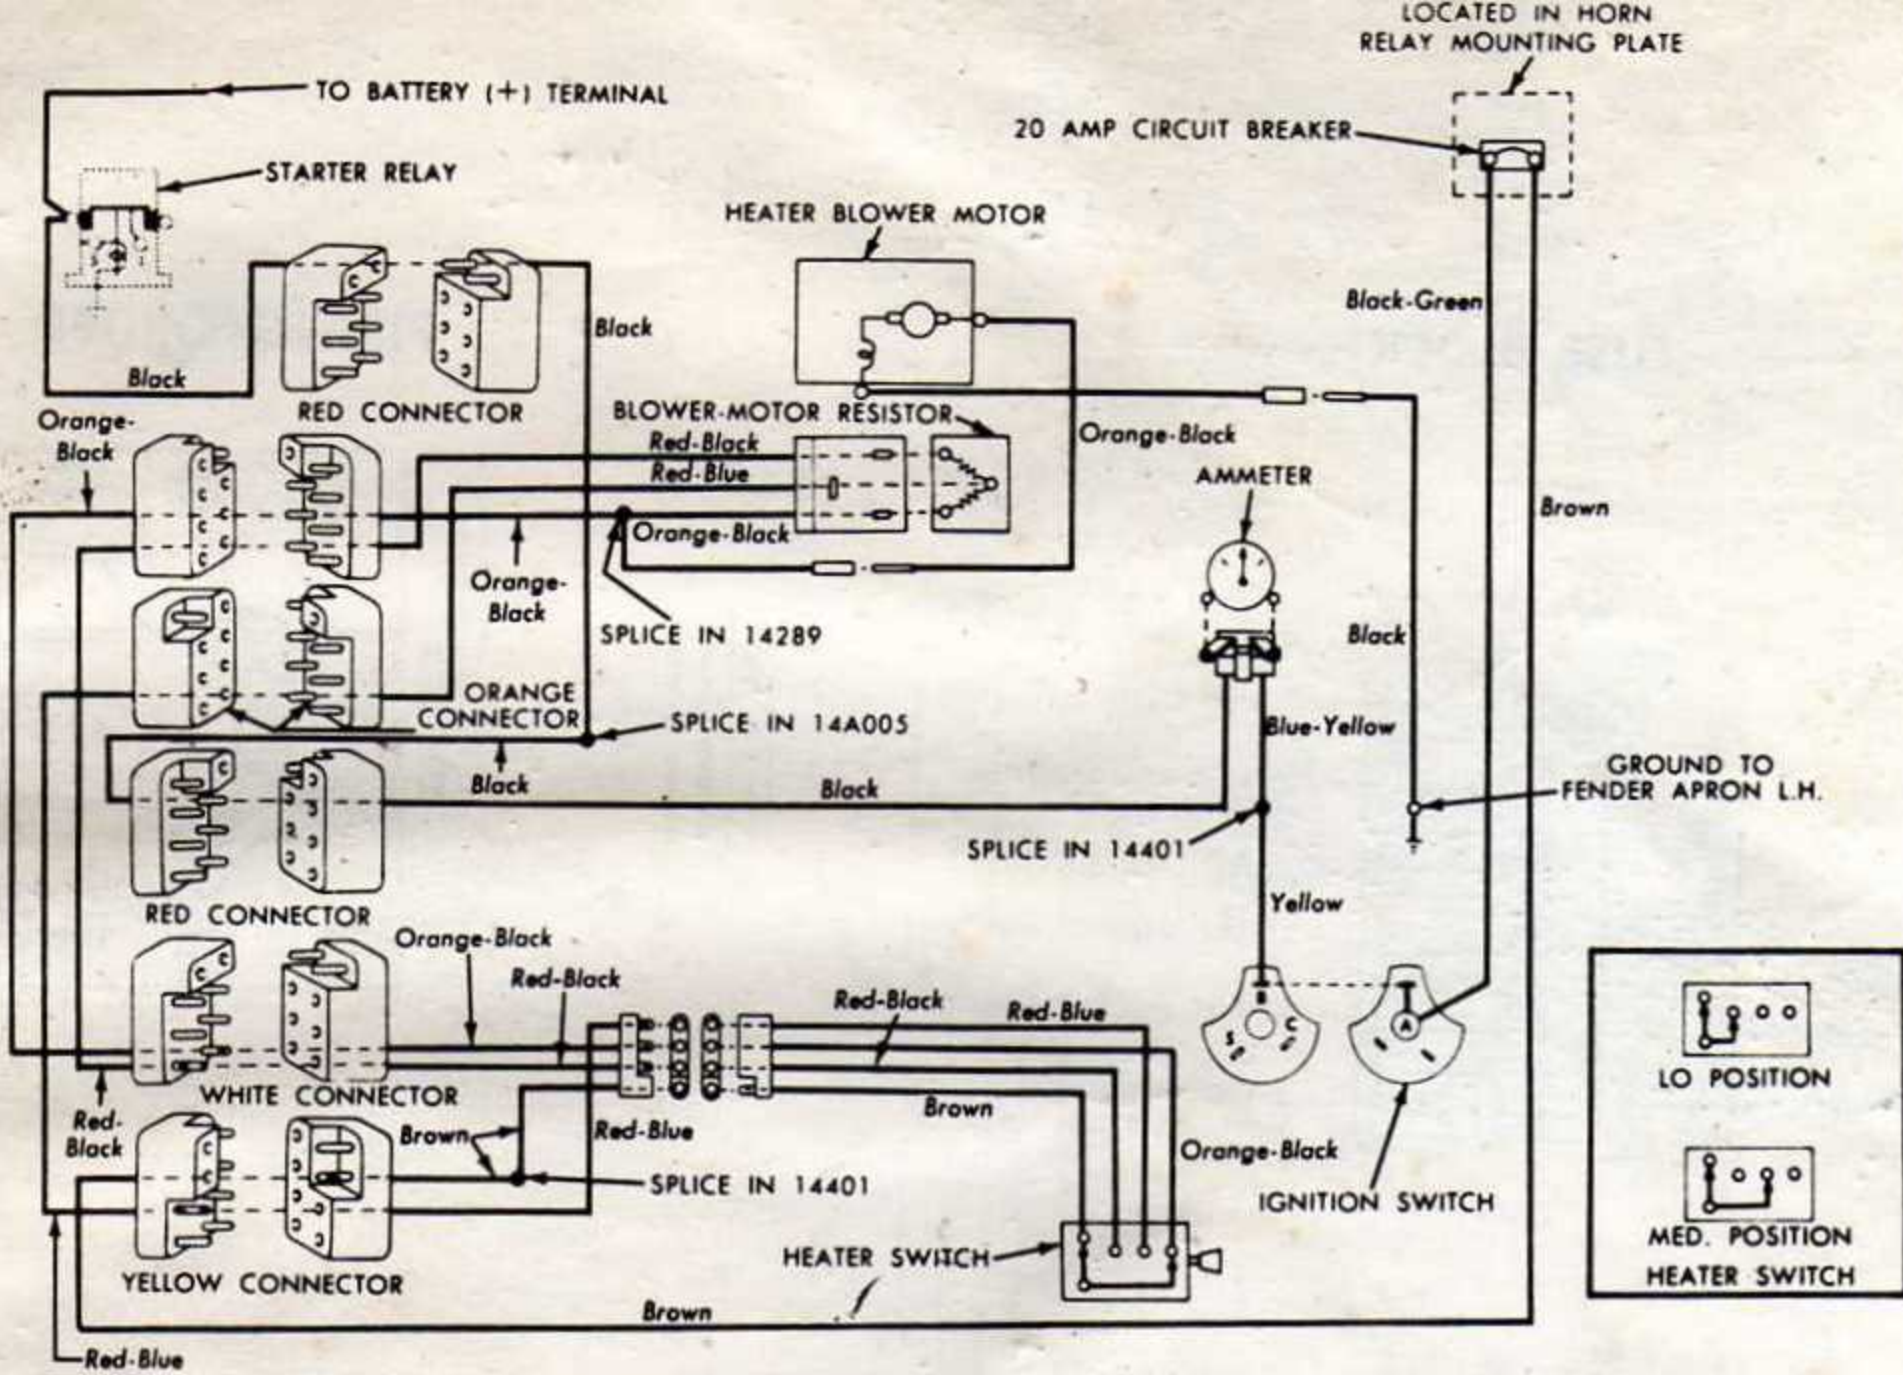 LOCATED IN HORN
RELAY MOUNTING PLATE
TO BATTERY (+) TERMINAL
20 AMP CIRCUIT BREAKER
STARTER RELAY
HEATER BLOWER MOTOR
Black-Green
Black
Black
RED CONNECTOR
BLOWER-MOTOR RESISTOR
Orange-
Black
Red-Black
Orange-Black
Red-Blue
AMMETER
Brown
Orange-Black
Orange-
Black
SPLICE IN 14289
Black
ORANGE
CONNECTOR
SPLICE IN 14A005
Blue-Yellow
GROUND TO
FENDER APRON L.H.
Black
Black
SPLICE IN 14401
RED CONNECTOR
Yellow
Orange-Black
Red-Black
Red-Black
Red-Blue
B
C
S
A
LO POSITION
WHITE CONNECTOR
Brown
Red-
Black
Brown
Red-Blue
Orange-Black
SPLICE IN 14401
IGNITION SWITCH
MED. POSITION
HEATER SWITCH
HEATER SWITCH
YELLOW CONNECTOR
Brown
Red-Blue